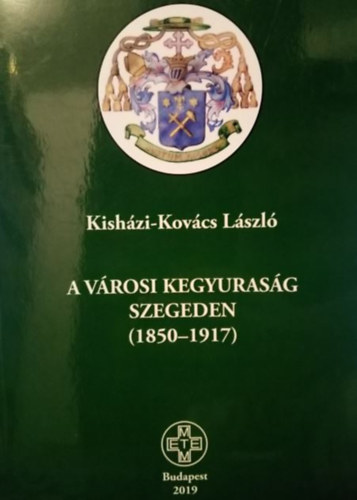 Kisházi-Kovács László
A VÁROSI KEGYURASÁG
SZEGEDEN
(1850–1917)
METEM
Budapest
2019